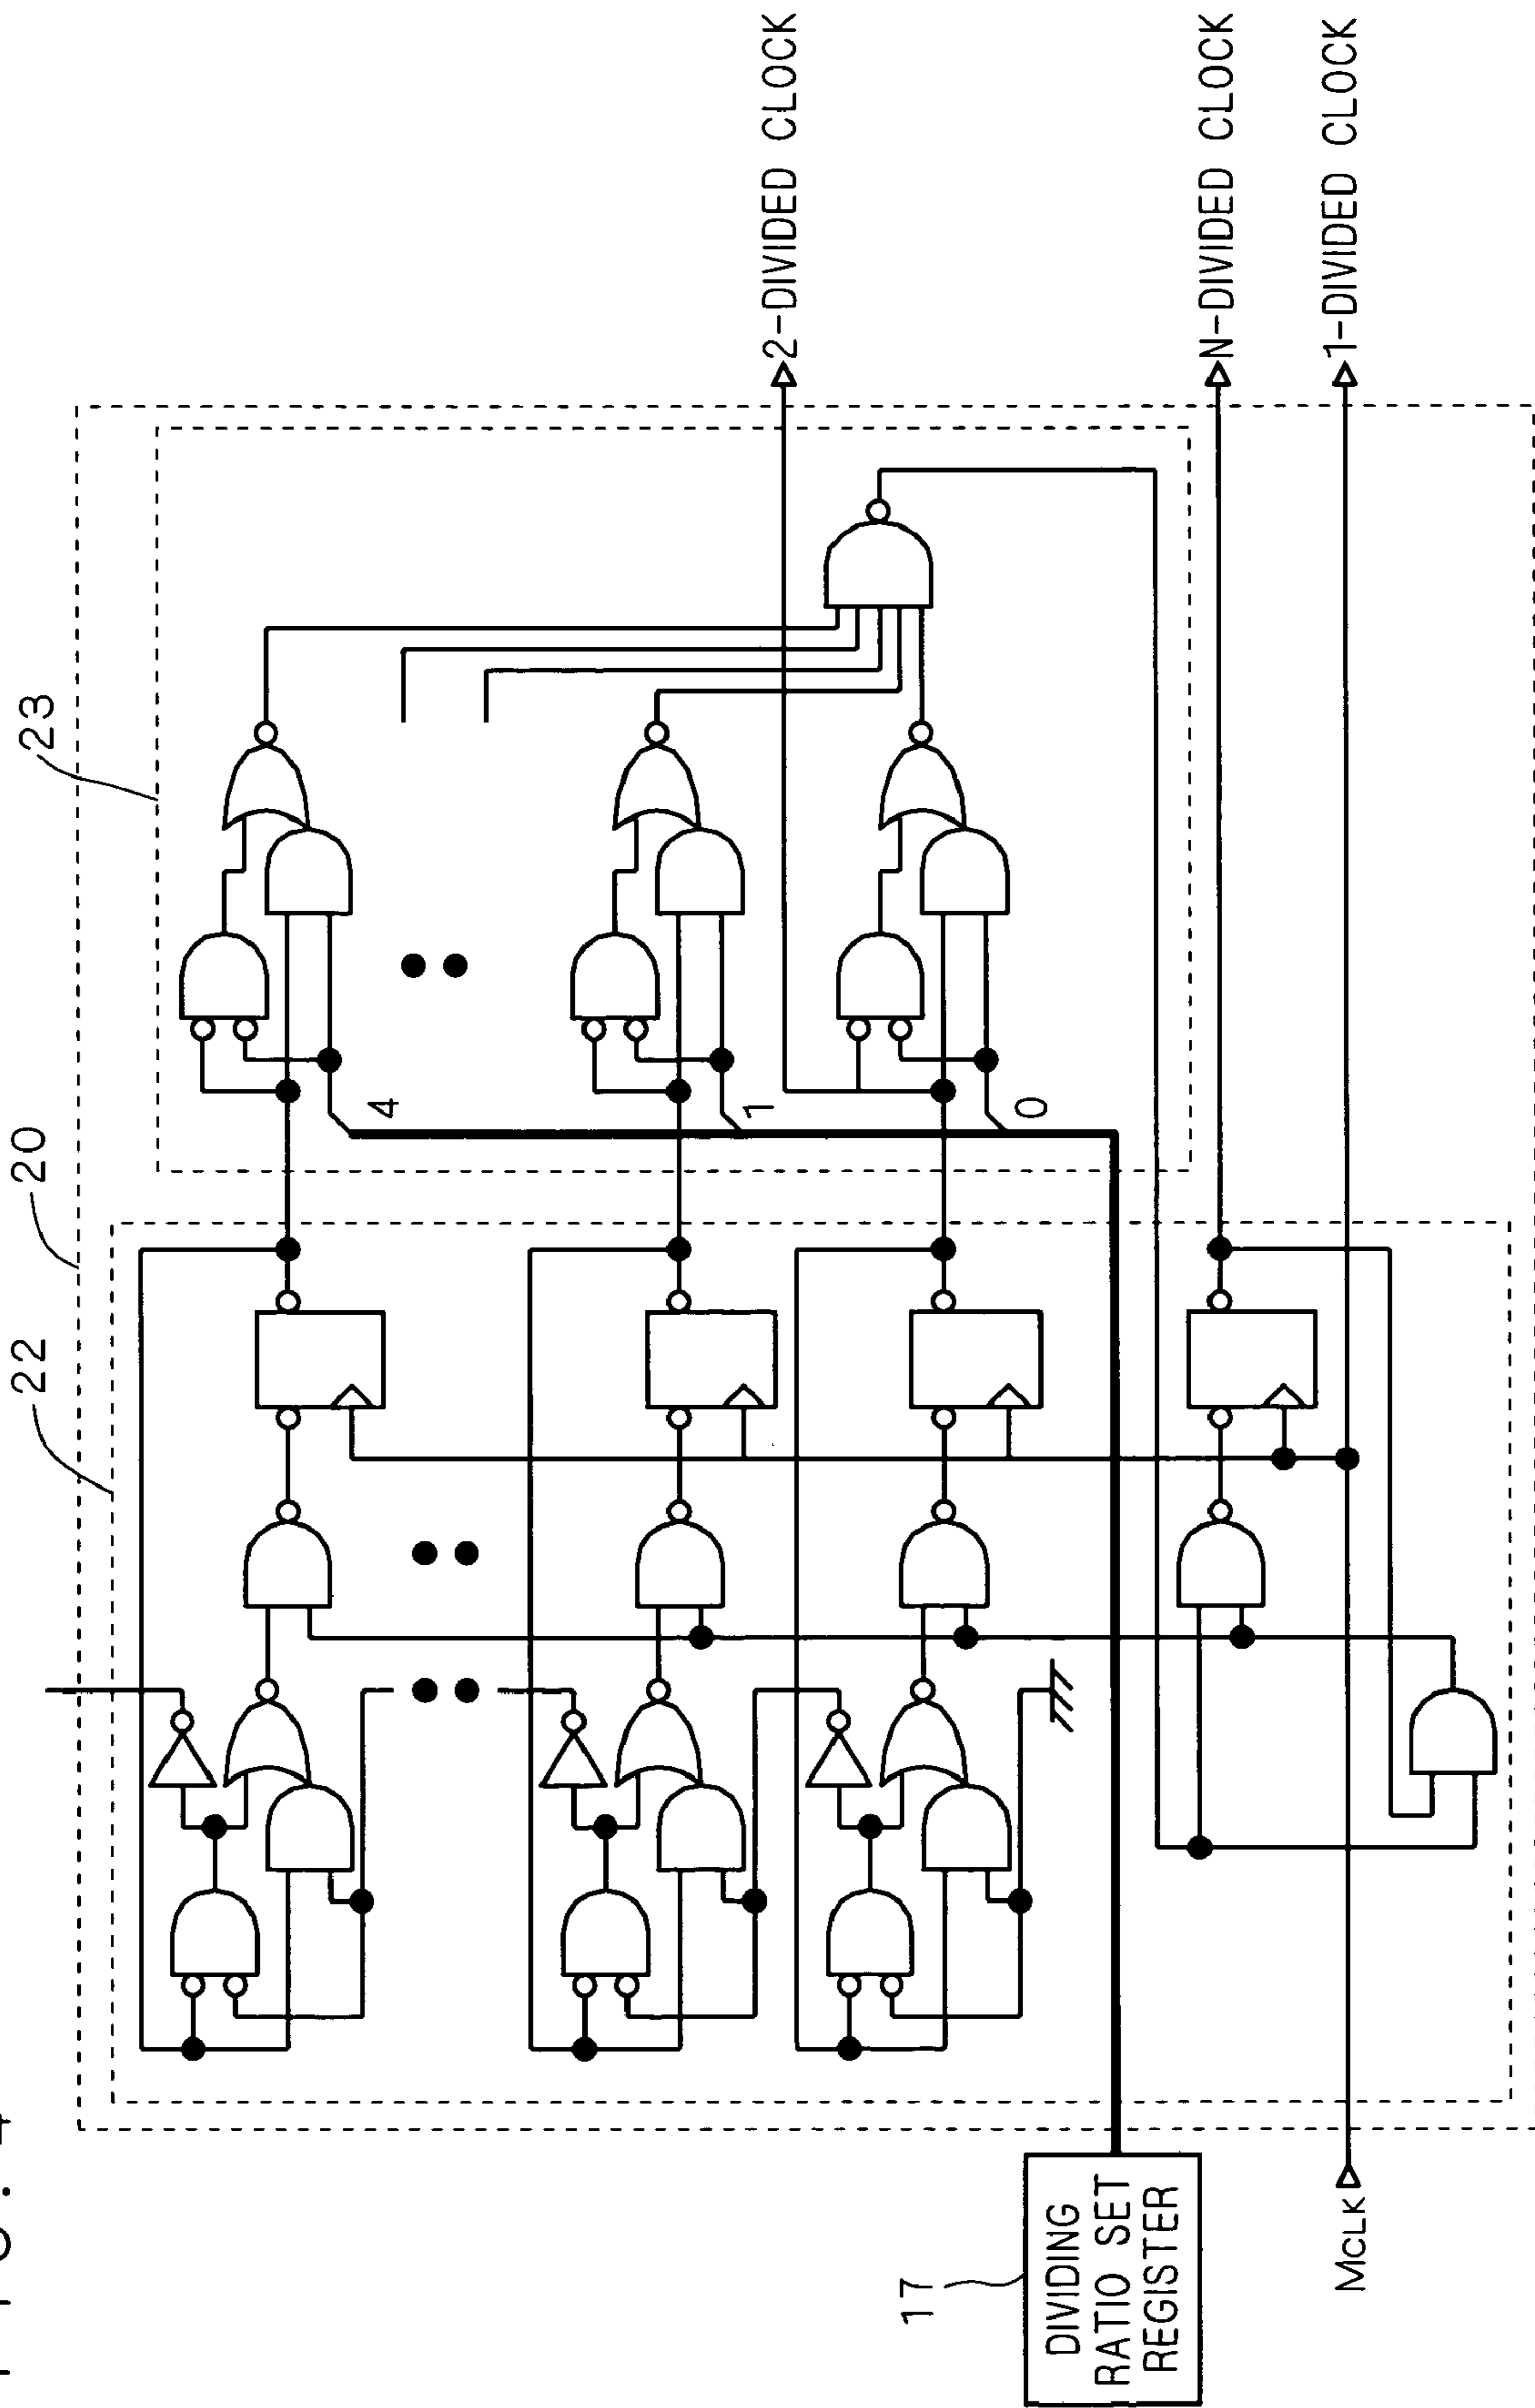 20
22
23
4
1
0
2-DIVIDED CLOCK
N-DIVIDED CLOCK
1-DIVIDED CLOCK
17
DIVIDING
RATIO SET
REGISTER
MCLK